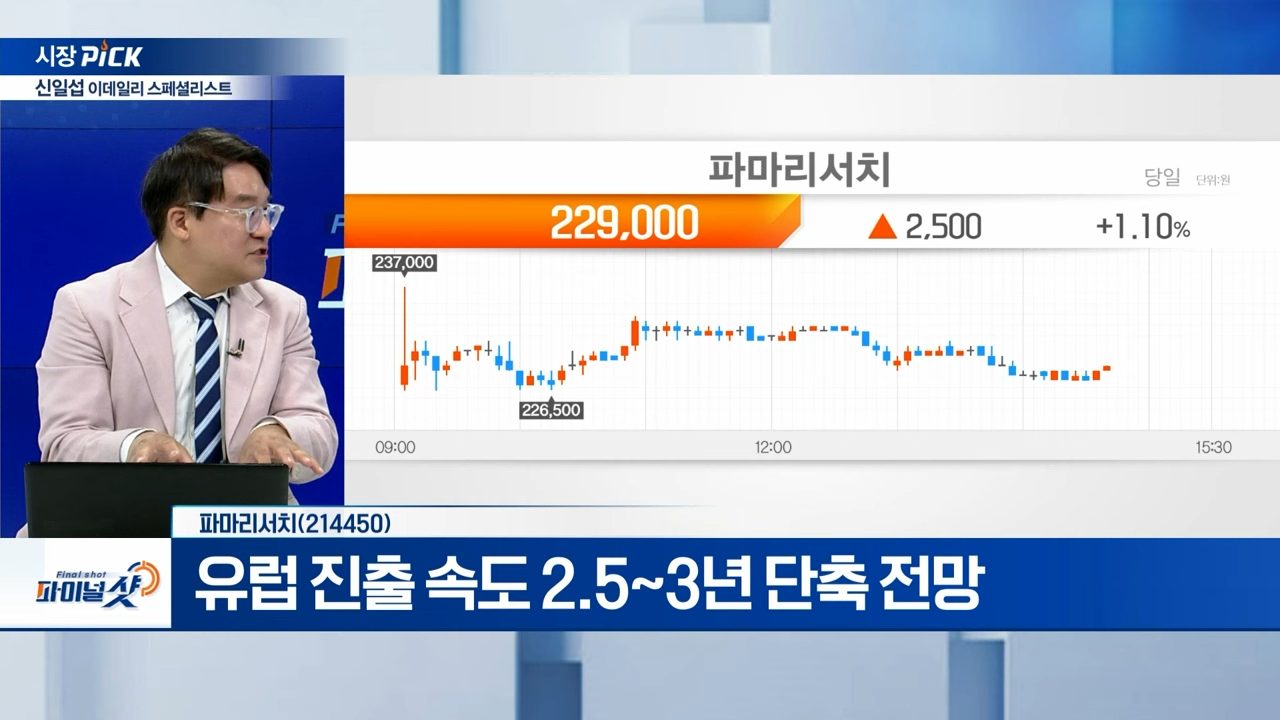 시장 PiCK
신일섭 이데일리 스페셜리스트
파마리서치
당일 단위:원
229,000 ▲ 2,500 +1.10%
237,000
226,500
09:00 12:00 15:30
파마리서치(214450)
Final shot
파이널샷
유럽 진출 속도 2.5~3년 단축 전망